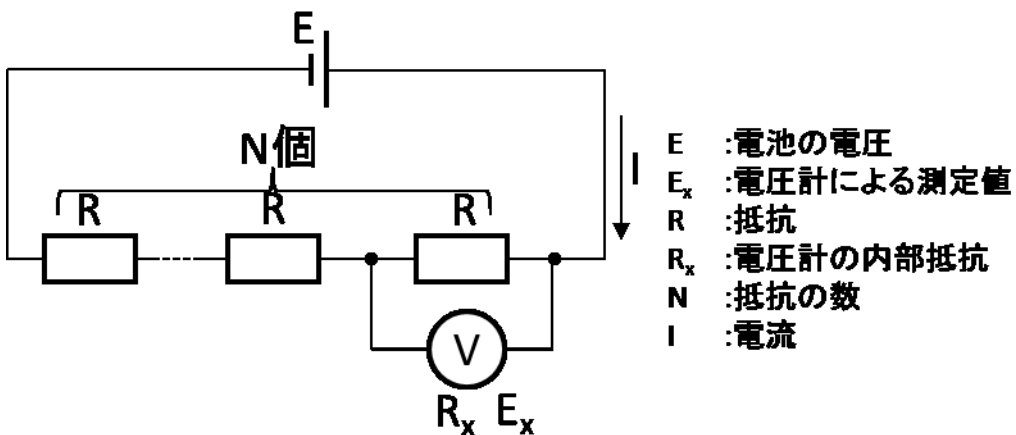 E
N個
R R R
I
V
Rx Ex
E :電池の電圧
Ex :電圧計による測定値
R :抵抗
Rx :電圧計の内部抵抗
N :抵抗の数
I :電流